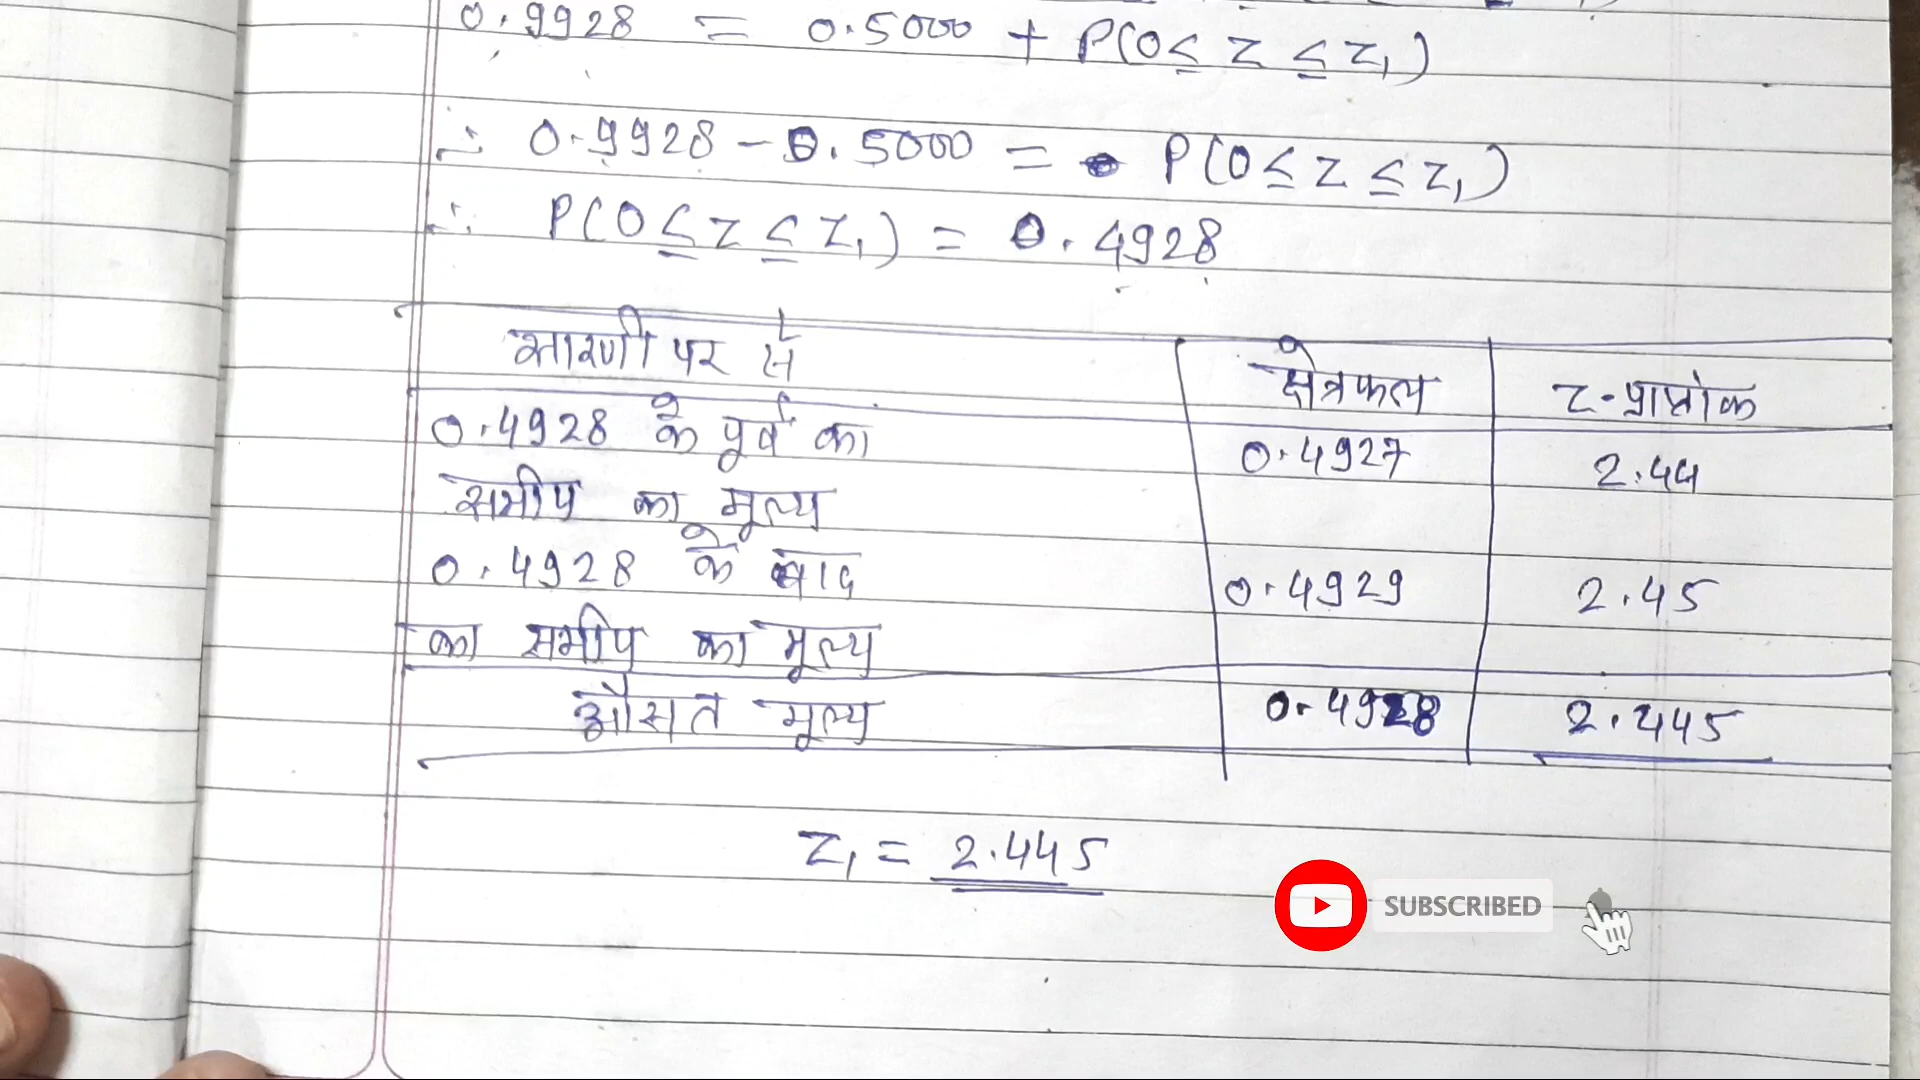 0.9928 = 0.5000 + P(0 ≤ z ≤ z₁)
∴ 0.9928 - 0.5000 = P(0 ≤ z ≤ z₁)
∴ P(0 ≤ z ≤ z₁) = 0.4928
सारणी पर से क्षेत्रफल z-प्राप्तांक
0.4928 के पूर्व का 0.4927 2.44
समीप का मूल्य
0.4928 के बाद 0.4929 2.45
का समीप का मूल्य
औसत मूल्य 0.4928 2.445
z₁ = 2.445
SUBSCRIBED